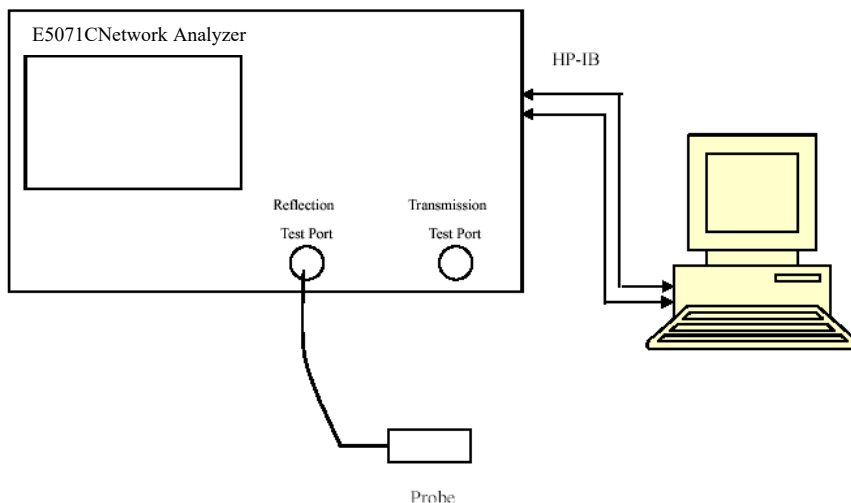 E5071CNetwork Analyzer
HP-IB
Reflection
Test Port
Transmission
Test Port
Probe